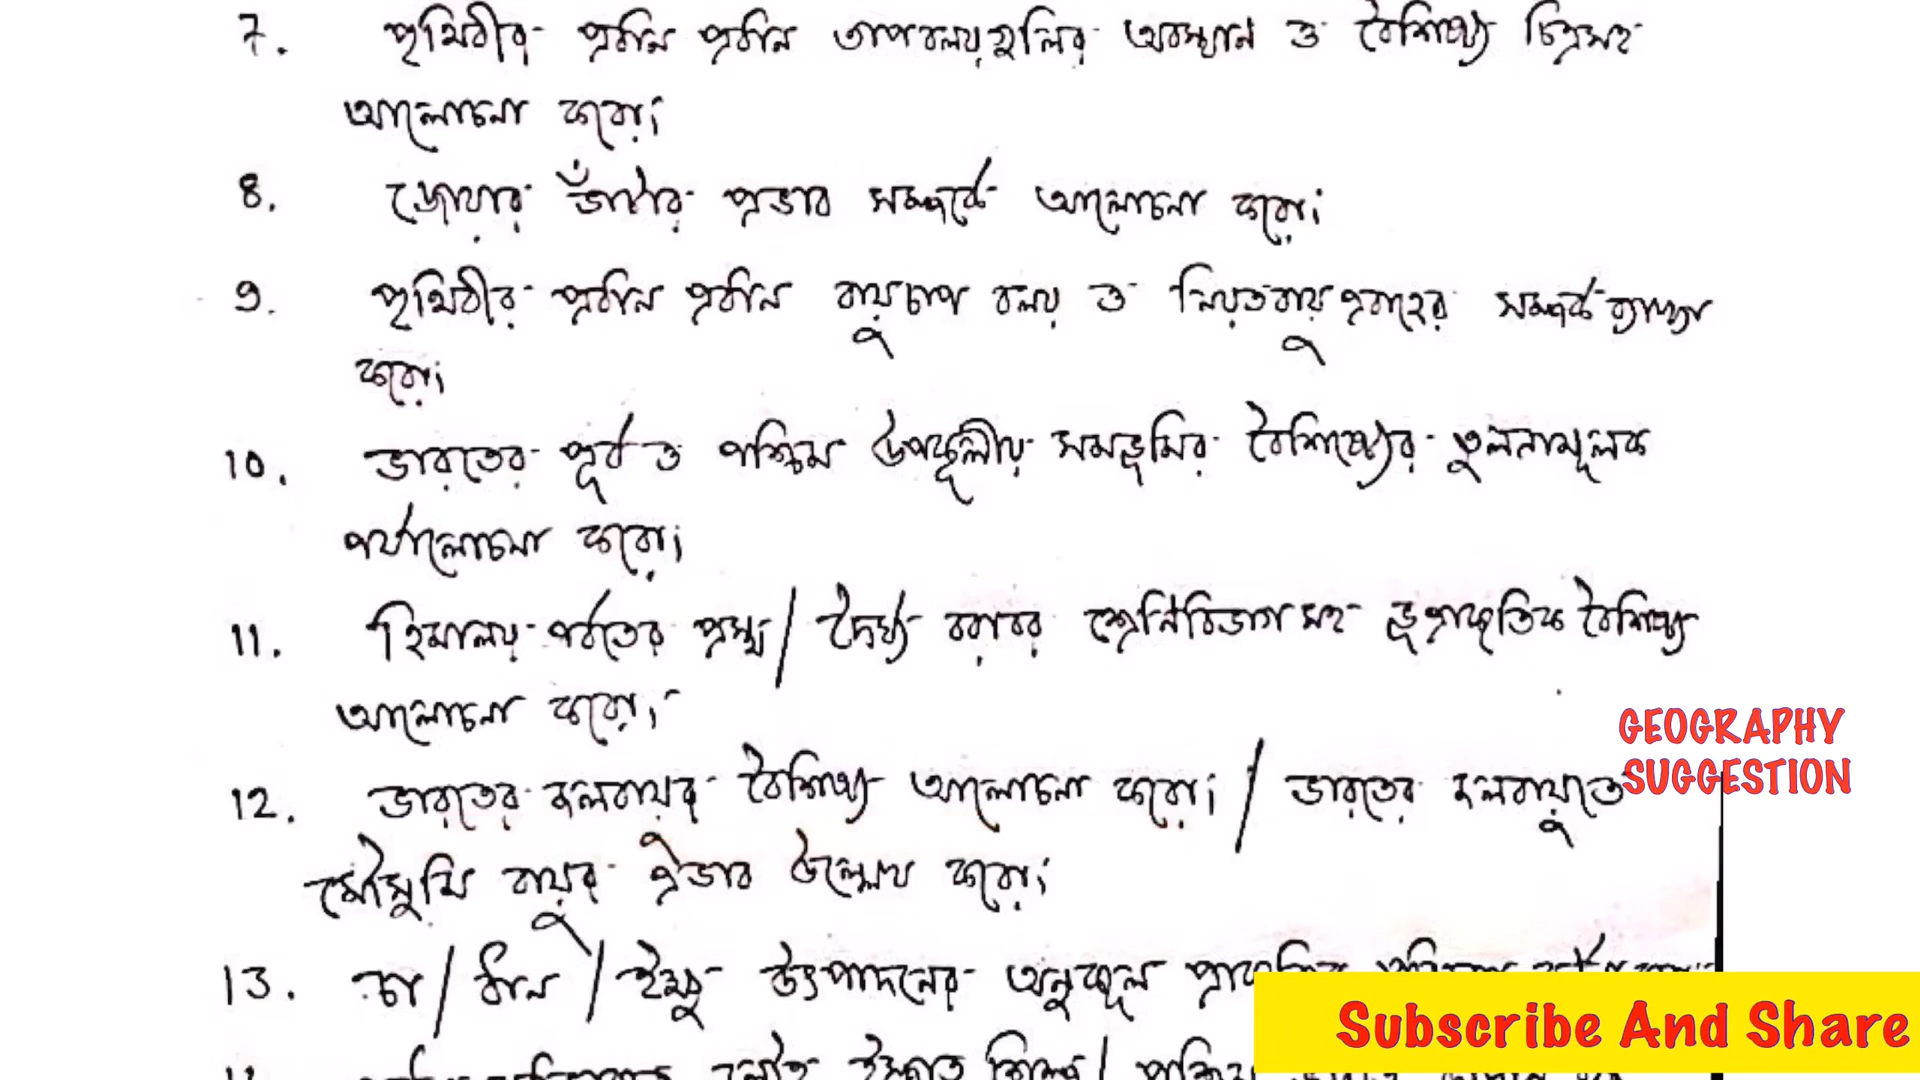 7. পৃথিবীর প্রধান প্রধান তাপবলয়গুলির অবস্থান ও বৈশিষ্ট্য চিত্রসহ
আলোচনা করো।
8. জোয়ার ভাঁটার প্রভাব সম্পর্কে আলোচনা করো।
9. পৃথিবীর প্রধান প্রধান বায়ুচাপ বলয় ও নিয়তবায়ু প্রবাহের সম্পর্ক ব্যাখ্যা
করো।
10. ভারতের পূর্ব ও পশ্চিম উপকূলীয় সমভূমির বৈশিষ্ট্যের তুলনামূলক
পর্যালোচনা করো।
11. হিমালয় পর্বতের প্রস্থ / দৈর্ঘ্য বরাবর শ্রেণিবিভাগসহ ভূপ্রাকৃতিক বৈশিষ্ট্য
আলোচনা করো।
GEOGRAPHY
SUGGESTION
12. ভারতের জলবায়ুর বৈশিষ্ট্য আলোচনা করো। / ভারতের জলবায়ুতে
মৌসুমি বায়ুর প্রভাব উল্লেখ করো।
13. চা / ধান / ইক্ষু উৎপাদনের অনুকূল
Subscribe And Share